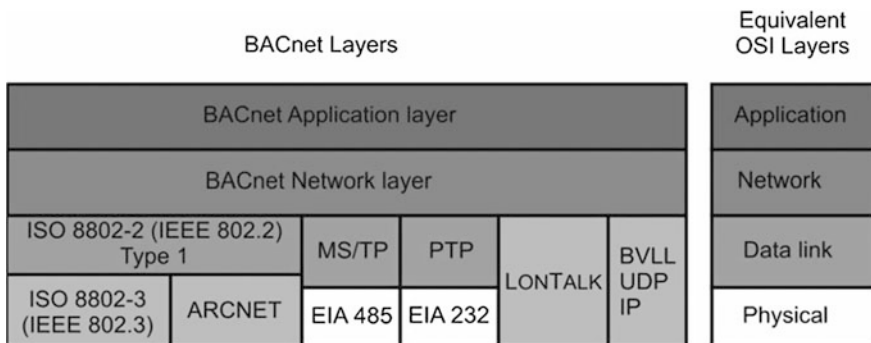 BACnet Layers
Equivalent
OSI Layers
BACnet Application layer
Application
BACnet Network layer
Network
ISO 8802-2 (IEEE 802.2)
Type 1
MS/TP
PTP
LONTALK
BVLL
UDP
IP
Data link
ISO 8802-3
(IEEE 802.3)
ARCNET
EIA 485
EIA 232
Physical